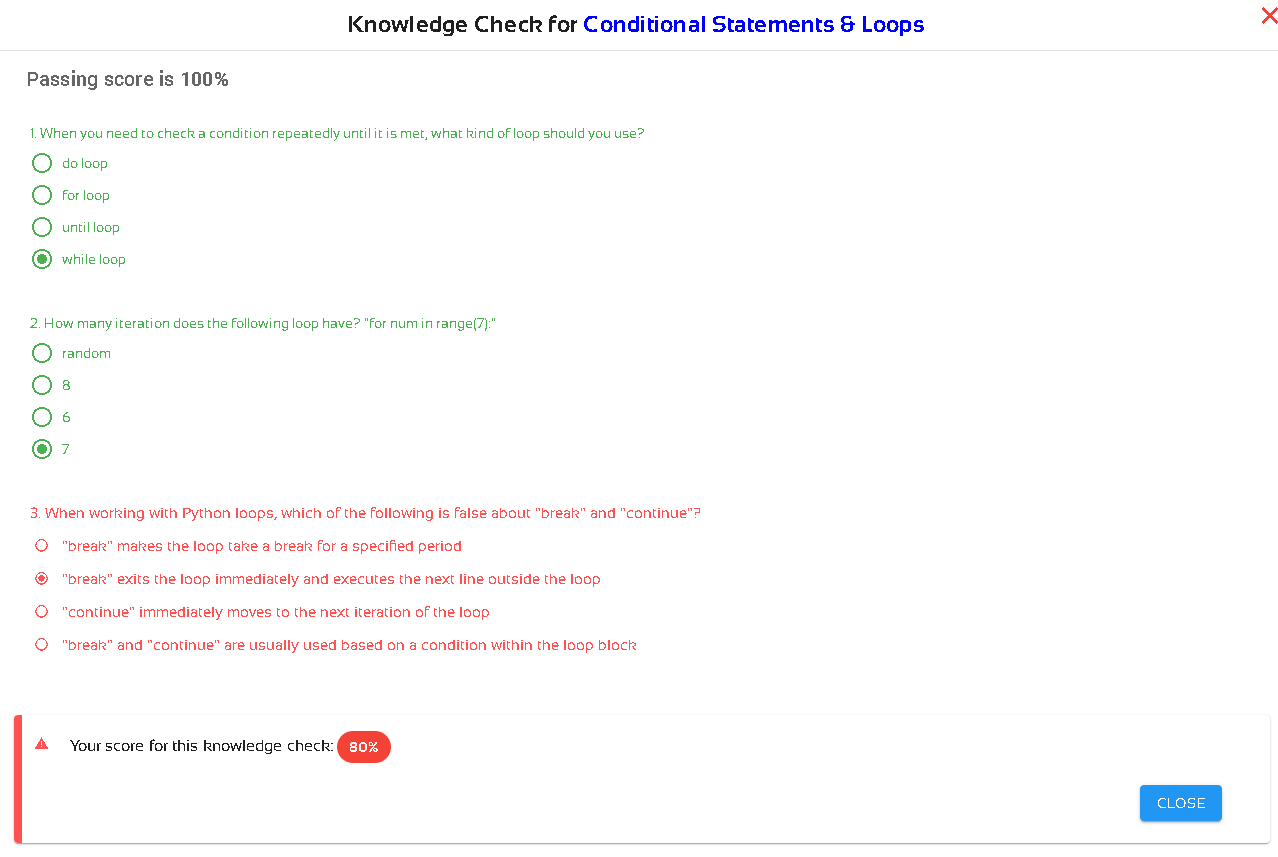 Knowledge Check for Conditional Statements & Loops
Passing score is 100%
1. When you need to check a condition repeatedly until it is met, what kind of loop should you use?
do loop
for loop
until loop
while loop
2. How many iteration does the following loop have? "for num in range(7):"
random
8
6
7
3. When working with Python loops, which of the following is false about "break" and "continue"?
"break" makes the loop take a break for a specified period
"break" exits the loop immediately and executes the next line outside the loop
"continue" immediately moves to the next iteration of the loop
"break" and "continue" are usually used based on a condition within the loop block
Your score for this knowledge check: 80%
CLOSE